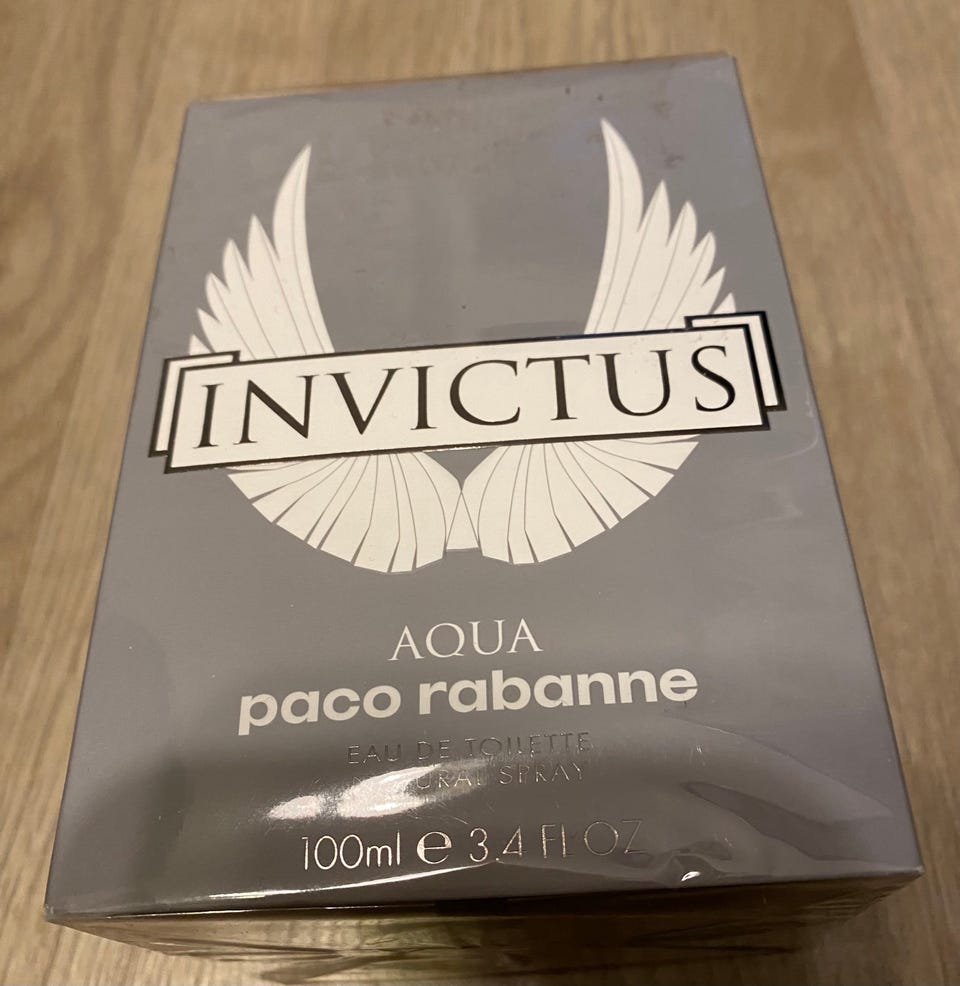 INVICTUS
AQUA
paco rabanne
EAU DE TOILETTE
NATURAL SPRAY
100ml ℮ 3.4 FL OZ